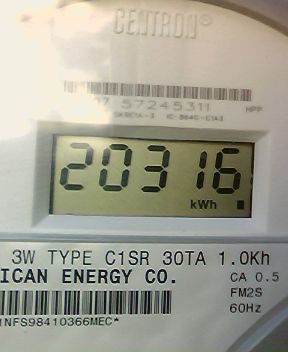 CENTRON®
57245311
HPP
20316
kWh
3W TYPE C1SR 30TA 1.0Kh
ICAN ENERGY CO.
CA 0.5
FM2S
60Hz
NFS98410366MEC*